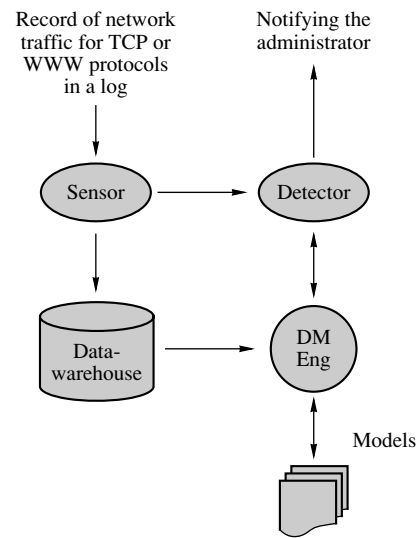 Record of network
traffic for TCP or
WWW protocols
in a log
Notifying the
administrator
Sensor
Detector
Data-
warehouse
DM
Eng
Models